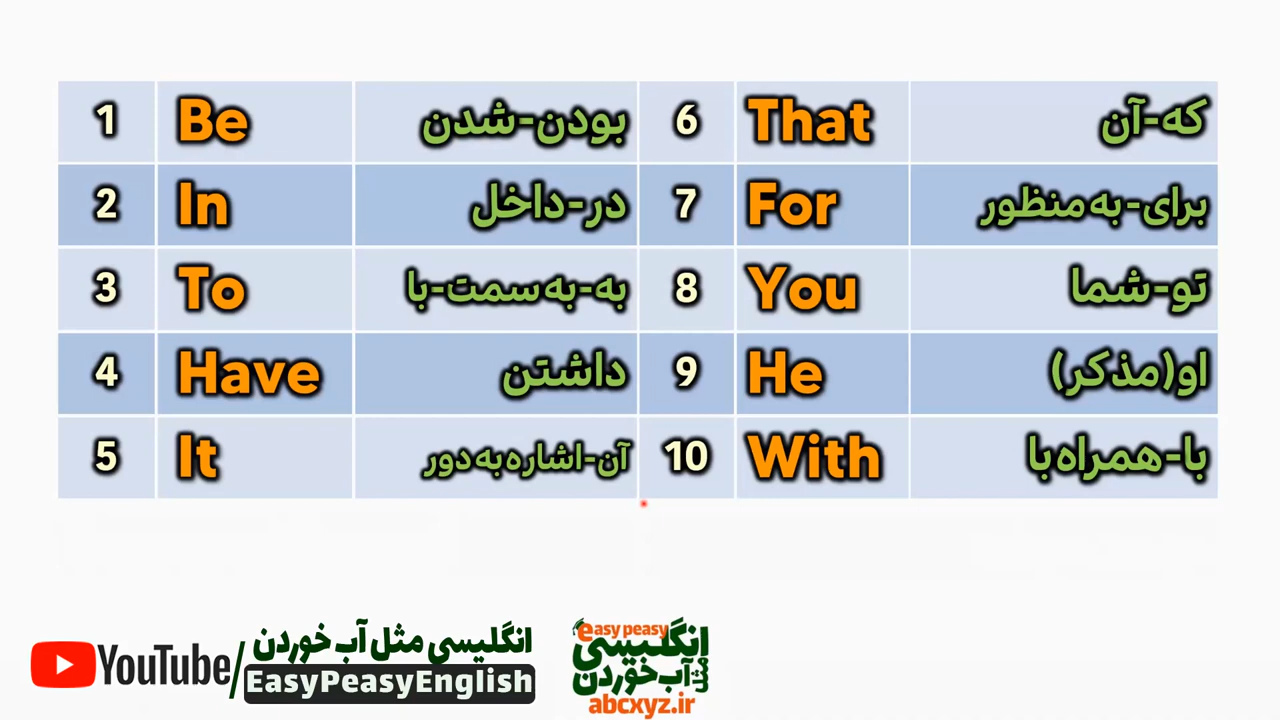 1 Be بودن-شدن 6 That که-آن
2 In در-داخل 7 For برای-به منظور
3 To به-به سمت-با 8 You تو-شما
4 Have داشتن 9 He او(مذکر)
5 It آن-اشاره به دور 10 With با-همراه با
YouTube/ انگلیسی مثل آب خوردن
EasyPeasyEnglish
easy peasy
انگلیسی
مثل
آب خوردن
abcxyz.ir